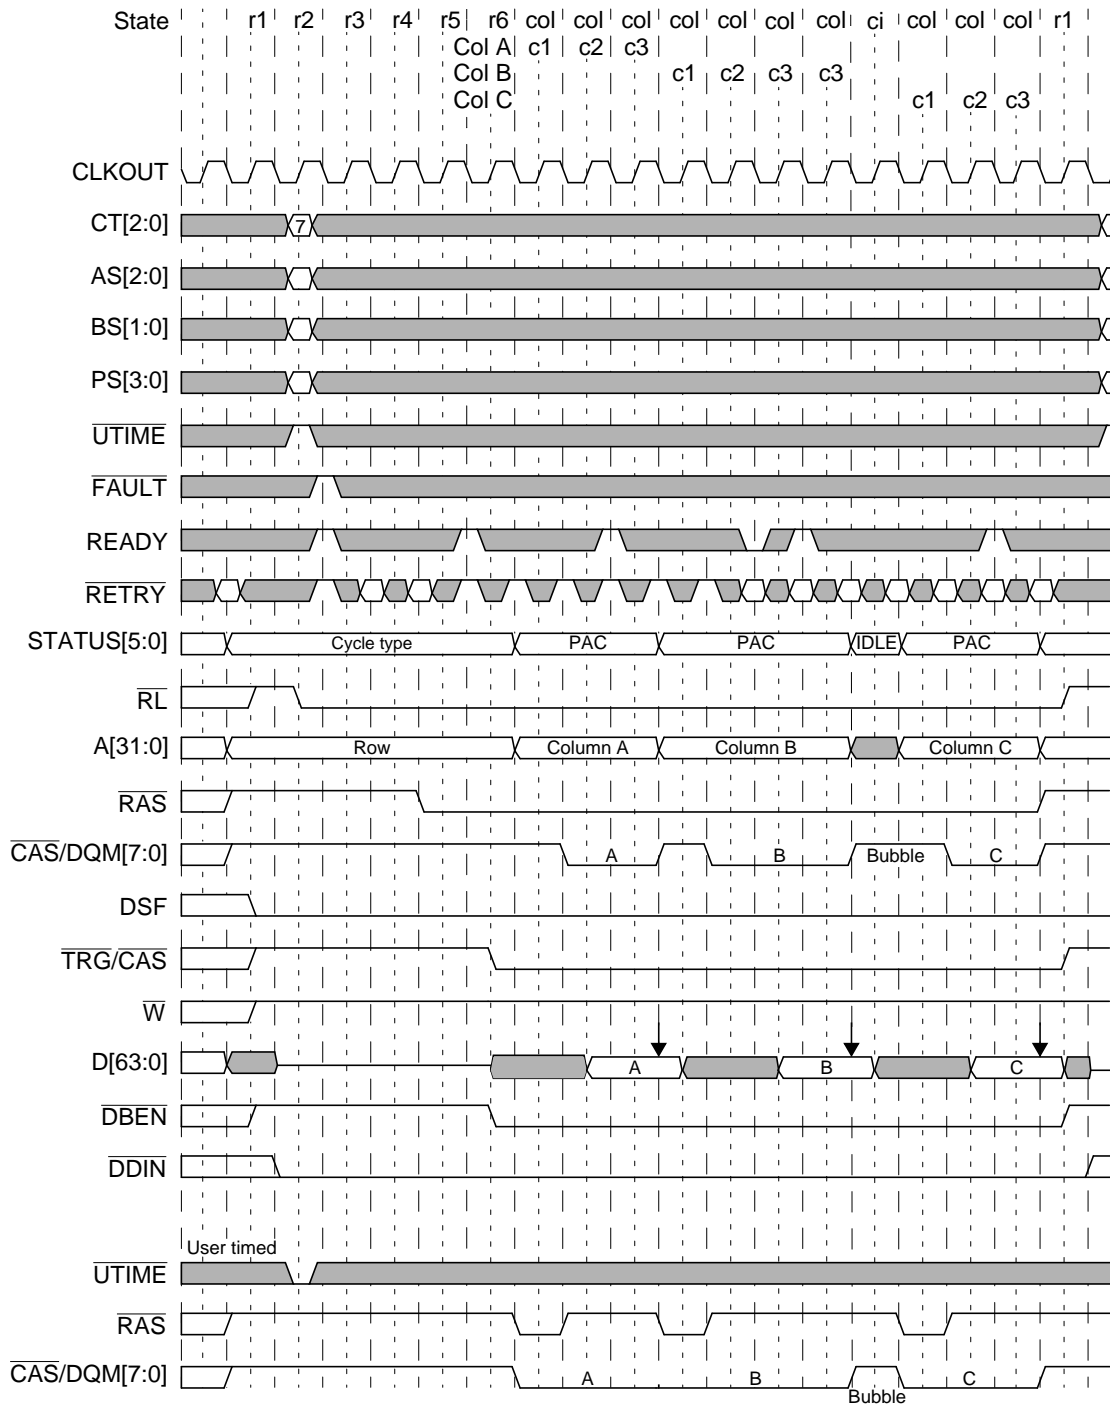 State r1 r2 r3 r4 r5 r6 col col col col col col col ci col col col r1
Col A c1 c2 c3
Col B c1 c2 c3 c3
Col C c1 c2 c3
CLKOUT
CT[2:0] 7
AS[2:0]
BS[1:0]
PS[3:0]
UTIME
FAULT
READY
RETRY
STATUS[5:0] Cycle type PAC PAC IDLE PAC
RL
A[31:0] Row Column A Column B Column C
RAS
CAS/DQM[7:0] A B Bubble C
DSF
TRG/CAS
W
D[63:0] A B C
DBEN
DDIN
User timed
UTIME
RAS
CAS/DQM[7:0] A B C
Bubble